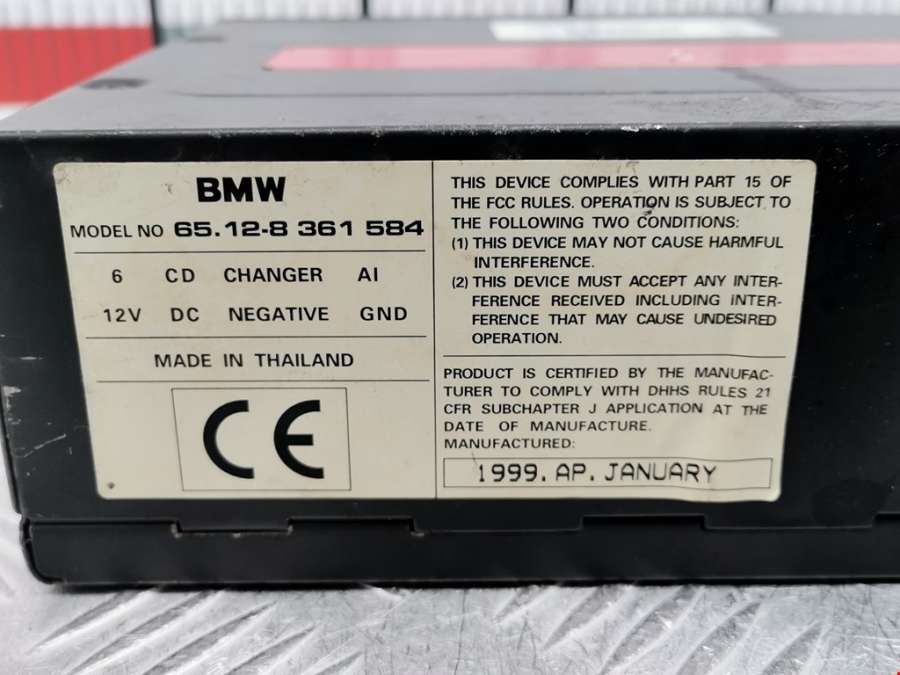 BMW
MODEL NO 65.12-8 361 584
6 CD CHANGER AI
12V DC NEGATIVE GND
MADE IN THAILAND
CE
THIS DEVICE COMPLIES WITH PART 15 OF
THE FCC RULES. OPERATION IS SUBJECT TO
THE FOLLOWING TWO CONDITIONS:
(1) THIS DEVICE MAY NOT CAUSE HARMFUL
INTERFERENCE.
(2) THIS DEVICE MUST ACCEPT ANY INTER-
FERENCE RECEIVED INCLUDING INTER-
FERENCE THAT MAY CAUSE UNDESIRED
OPERATION.
PRODUCT IS CERTIFIED BY THE MANUFAC-
TURER TO COMPLY WITH DHHS RULES 21
CFR SUBCHAPTER J APPLICATION AT THE
DATE OF MANUFACTURE.
MANUFACTURED:
1999. AP. JANUARY